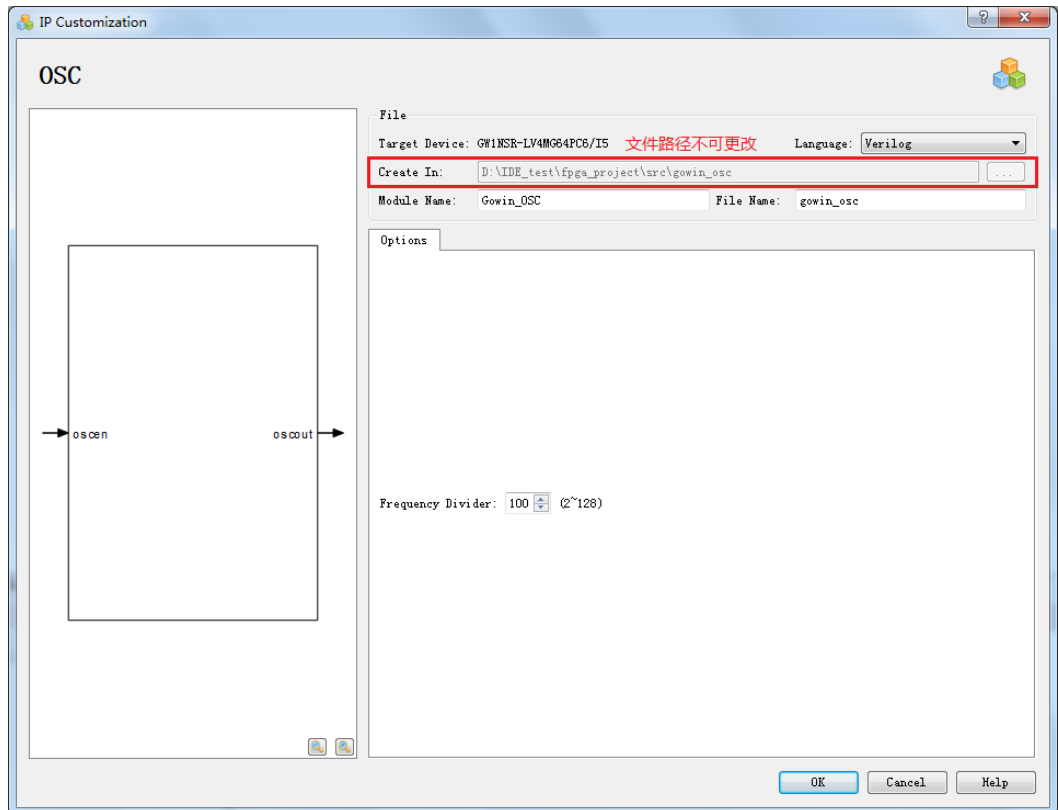 IP Customization
OSC
File
Target Device: GW1NSR-LV4MG64PC6/I5 文件路径不可更改 Language: Verilog
Create In: D:\IDE_test\fpga_project\src\gowin_osc ...
Module Name: Gowin_OSC File Name: gowin_osc
Options
oscen oscout
Frequency Divider: 100 (2~128)
OK Cancel Help